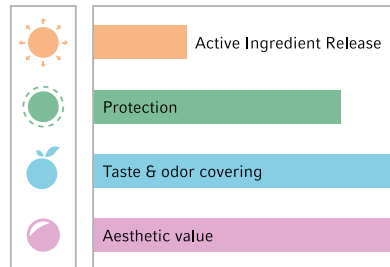 Active Ingredient Release
Protection
Taste & odor covering
Aesthetic value